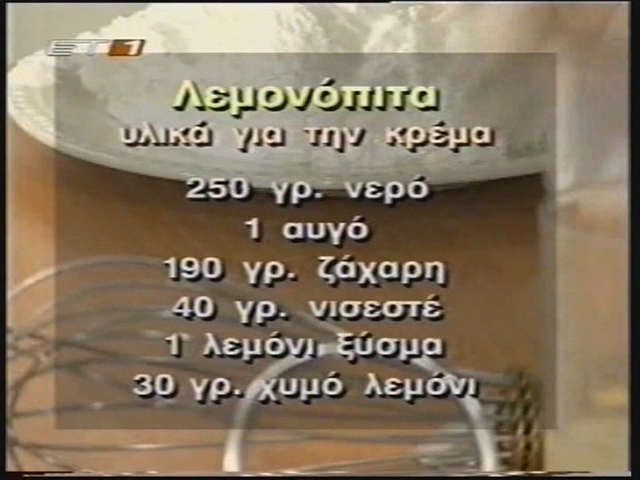 ET1
Λεμονόπιτα
υλικά για την κρέμα
250 γρ. νερό
1 αυγό
190 γρ. ζάχαρη
40 γρ. νισεστέ
1 λεμόνι ξύσμα
30 γρ. χυμό λεμόνι